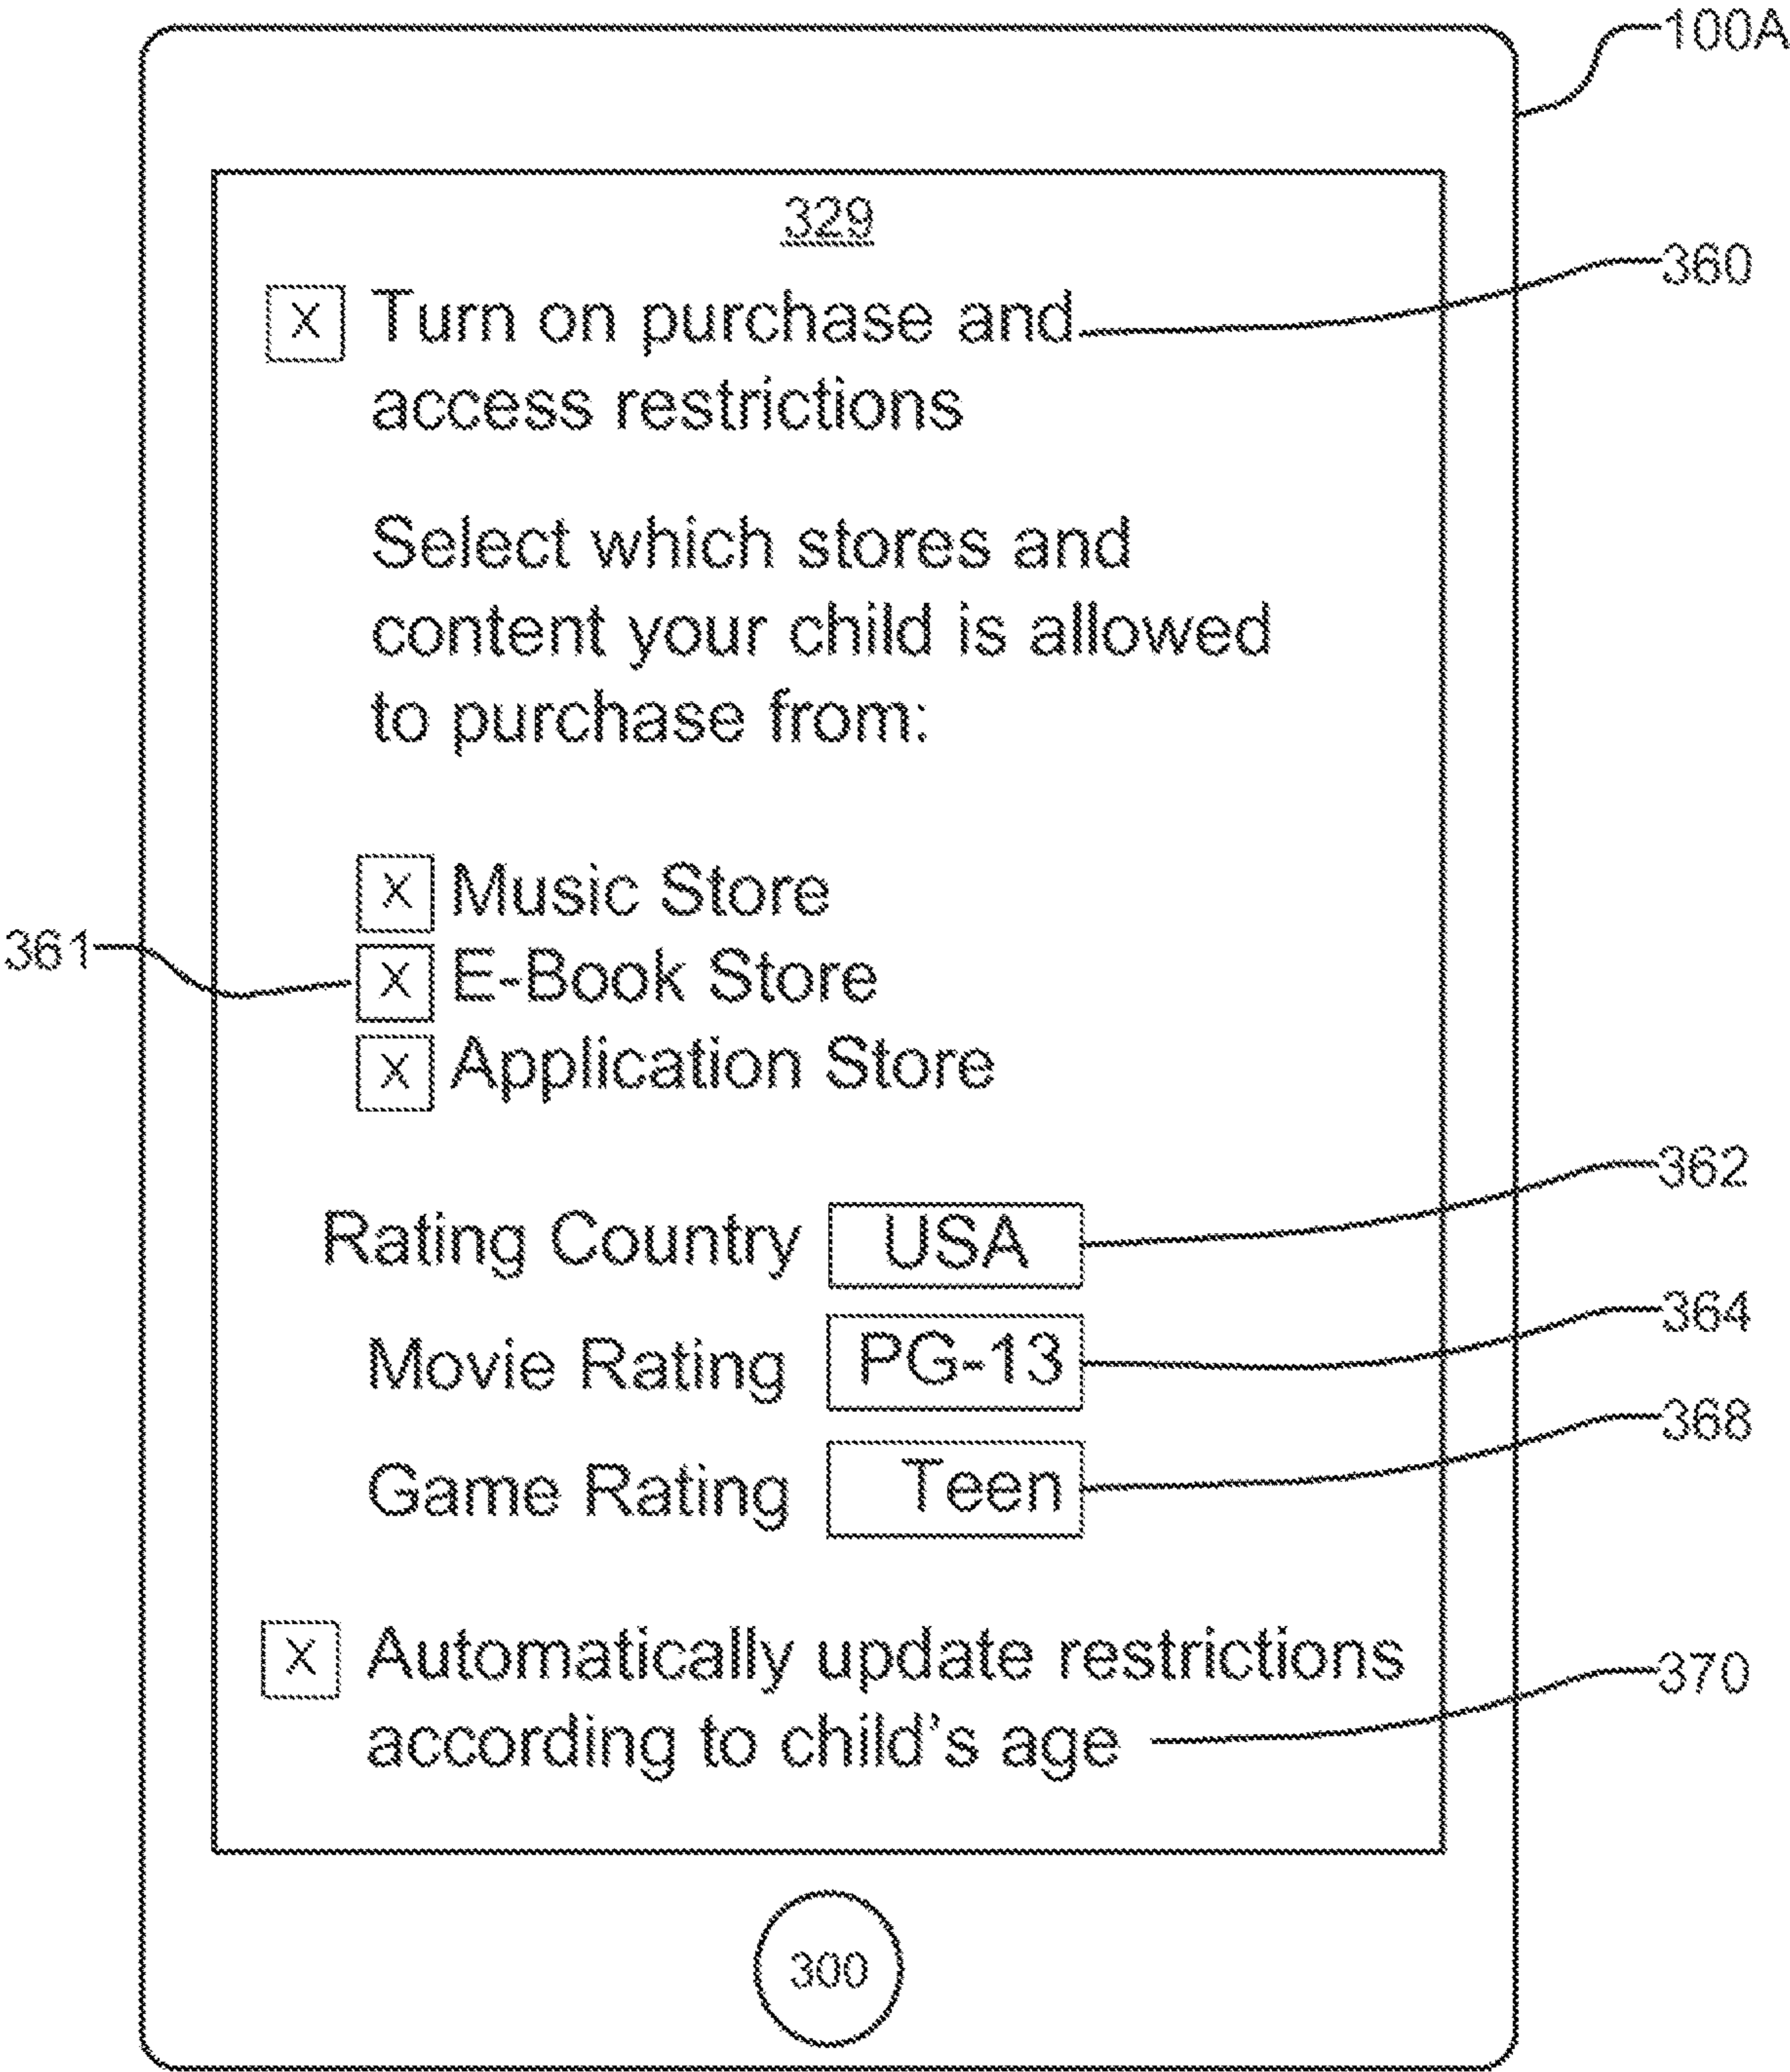 100A
329
360
X Turn on purchase and
access restrictions
Select which stores and
content your child is allowed
to purchase from:
X Music Store
361
X E-Book Store
X Application Store
362
Rating Country USA
364
Movie Rating PG-13
368
Game Rating Teen
X Automatically update restrictions
370
according to child's age
300